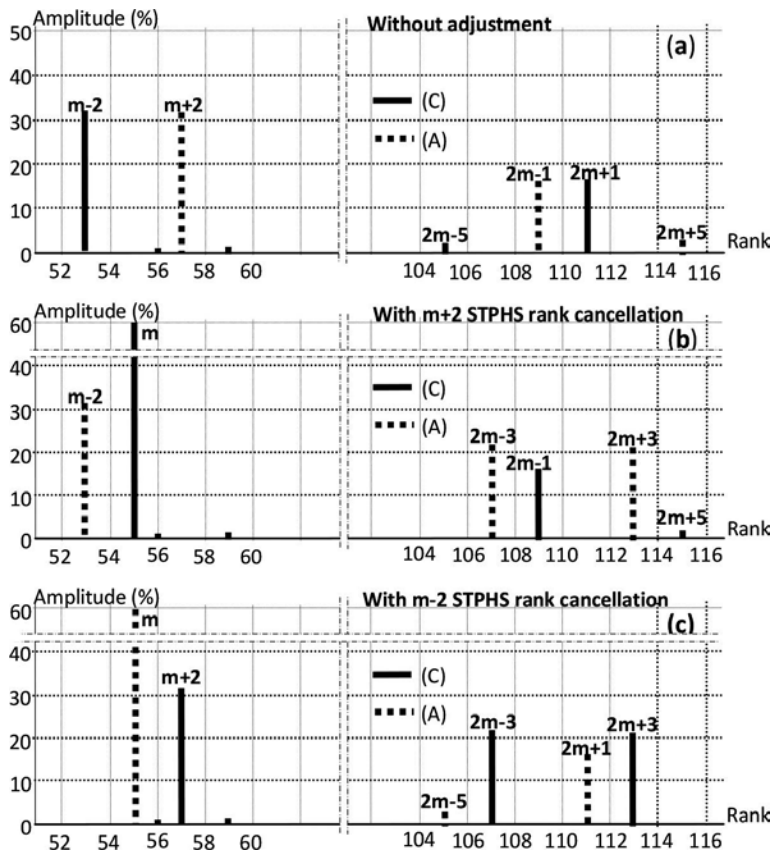 Amplitude (%)
Without adjustment
(a)
50
40
30
20
10
0
m-2
m+2
(C)
(A)
2m-5
2m-1
2m+1
2m+5
Rank
52 54 56 58 60 104 106 108 110 112 114 116
Amplitude (%)
With m+2 STPHS rank cancellation
(b)
60
40
30
20
10
0
m
m-2
(C)
(A)
2m-3
2m-1
2m+3
2m+5
Rank
52 54 56 58 60 104 106 108 110 112 114 116
Amplitude (%)
With m-2 STPHS rank cancellation
(c)
60
40
30
20
10
0
m
m+2
(C)
(A)
2m-5
2m-3
2m+1
2m+3
Rank
52 54 56 58 60 104 106 108 110 112 114 116